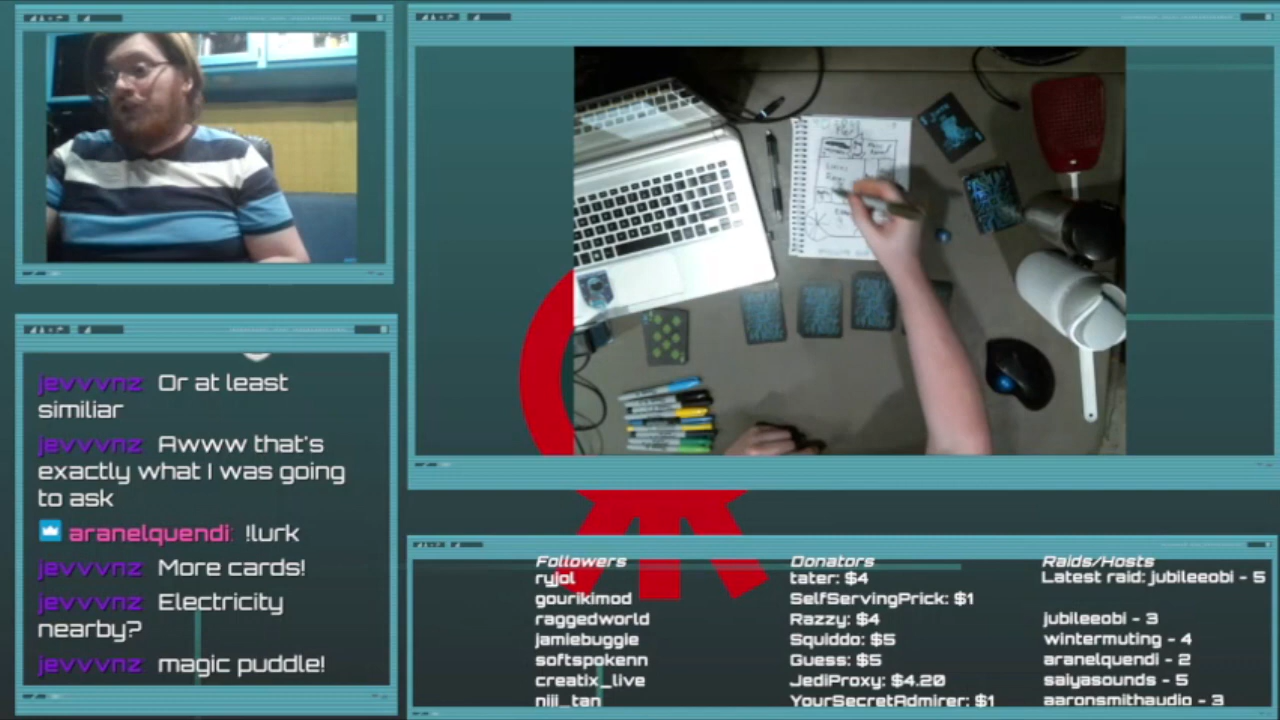 jevvvnz Or at least
similiar
jevvvnz Awww that's
exactly what I was going
to ask
aranelquendi: !lurk
jevvvnz More cards!
jevvvnz Electricity
nearby?
jevvvnz magic puddle!
Followers
ryjol
gourikimod
raggedworld
jamiebuggie
softspokenn
creatix_live
niji_tan
Donators
tater: $4
SelfServingPrick: $1
Razzy: $4
Squiddo: $5
Guess: $5
JediProxy: $4.20
YourSecretAdmirer: $1
Raids/Hosts
Latest raid: jubileeobi - 5
jubileeobi - 3
wintermuting - 4
aranelquendi - 2
saiyasounds - 5
aaronsmithaudio - 3